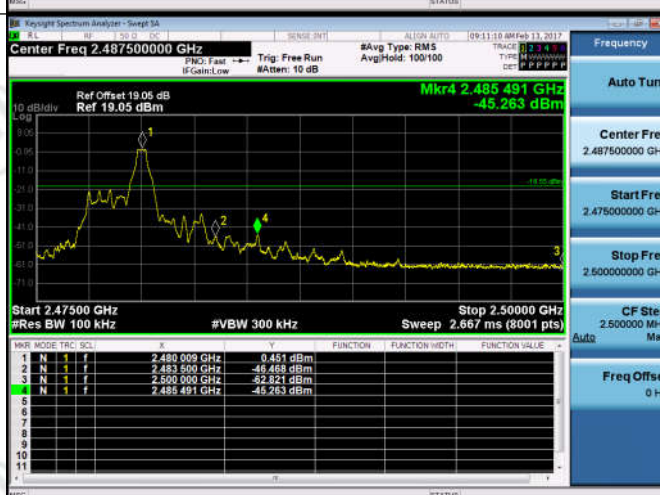 MSG STATUS
Keysight Spectrum Analyzer - Swept SA
RL RF 50 Ω DC SENSE:INT ALIGN AUTO 09:11:10 AM Feb 13, 2017
Center Freq 2.487500000 GHz #Avg Type: RMS TRACE 1 2 3 4 5 6
PNO: Fast Trig: Free Run Avg|Hold: 100/100 TYPE M
IFGain:Low #Atten: 10 dB DET P P P P P P
Frequency
Auto Tun
Mkr4 2.485 491 GHz
-45.263 dBm
Ref Offset 19.05 dB
10 dB/div Ref 19.05 dBm
Log
9.05
-0.95
-11.0
-21.0
-31.0
-41.0
-51.0
-61.0
-71.0
1
2
4
3
Center Fre
2.487500000 GH
Start Fre
2.475000000 GH
Stop Fre
2.500000000 GH
CF Ste
2.500000 MH
Auto Ma
Freq Offse
0 H
Start 2.47500 GHz Stop 2.50000 GHz
#Res BW 100 kHz #VBW 300 kHz Sweep 2.667 ms (8001 pts)
MKR MODE TRC SCL X Y FUNCTION FUNCTION WIDTH FUNCTION VALUE
1 N 1 f 2.480 009 GHz 0.451 dBm
2 N 1 f 2.483 500 GHz -46.468 dBm
3 N 1 f 2.500 000 GHz -62.821 dBm
4 N 1 f 2.485 491 GHz -45.263 dBm
5
6
7
8
9
10
11
MSG STATUS